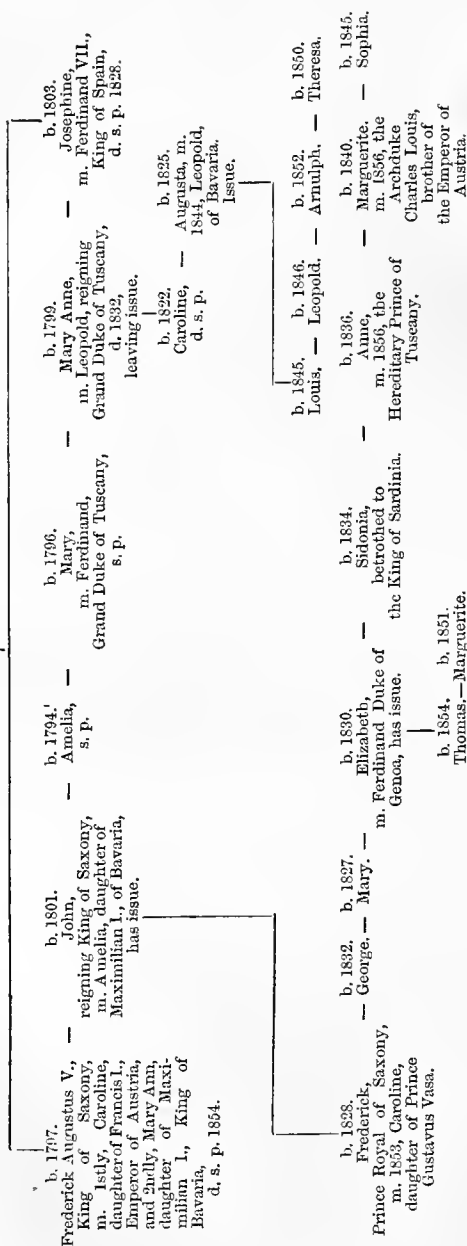 b. 1797.
Frederick Augustus V.,
King of Saxony,
m. 1stly, Caroline,
daughter of Francis I.,
Emperor of Austria,
and 2ndly, Mary Ann,
daughter of Maxi-
milian I., King of
Bavaria,
d. s. p. 1854.
—
b. 1801.
John,
reigning King of Saxony,
m. Amelia, daughter of
Maximilian I., of Bavaria,
has issue.
—
b. 1794.
Amelia,
s. p.
—
b. 1796.
Mary,
m. Ferdinand,
Grand Duke of Tuscany,
s. p.
—
b. 1799.
Mary Anne,
m. Leopold, reigning
Grand Duke of Tuscany,
d. 1832,
leaving issue.
—
b. 1803.
Josephine,
m. Ferdinand VII.,
King of Spain,
d. s. p. 1828.
b. 1822.
Caroline,
d. s. p.
—
b. 1825.
Augusta, m.
1844, Leopold,
of Bavaria.
Issue.
b. 1845.
Louis.
—
b. 1846.
Leopold.
—
b. 1852.
Arnulph.
—
b. 1850.
Theresa.
b. 1828.
Frederick,
Prince Royal of Saxony,
m. 1853, Caroline,
daughter of Prince
Gustavus Vasa.
—
b. 1832.
George.
—
b. 1827.
Mary.
—
b. 1830.
Elizabeth,
m. Ferdinand Duke of
Genoa, has issue.
—
b. 1834.
Sidonia,
betrothed to
the King of Sardinia.
—
b. 1836.
Anne,
m. 1856, the
Hereditary Prince of
Tuscany.
—
b. 1840.
Marguerite.
m. 1856, the
Archduke
Charles Louis,
brother of
the Emperor of
Austria.
—
b. 1845.
Sophia.
b. 1854.
Thomas.
—
b. 1851.
Marguerite.